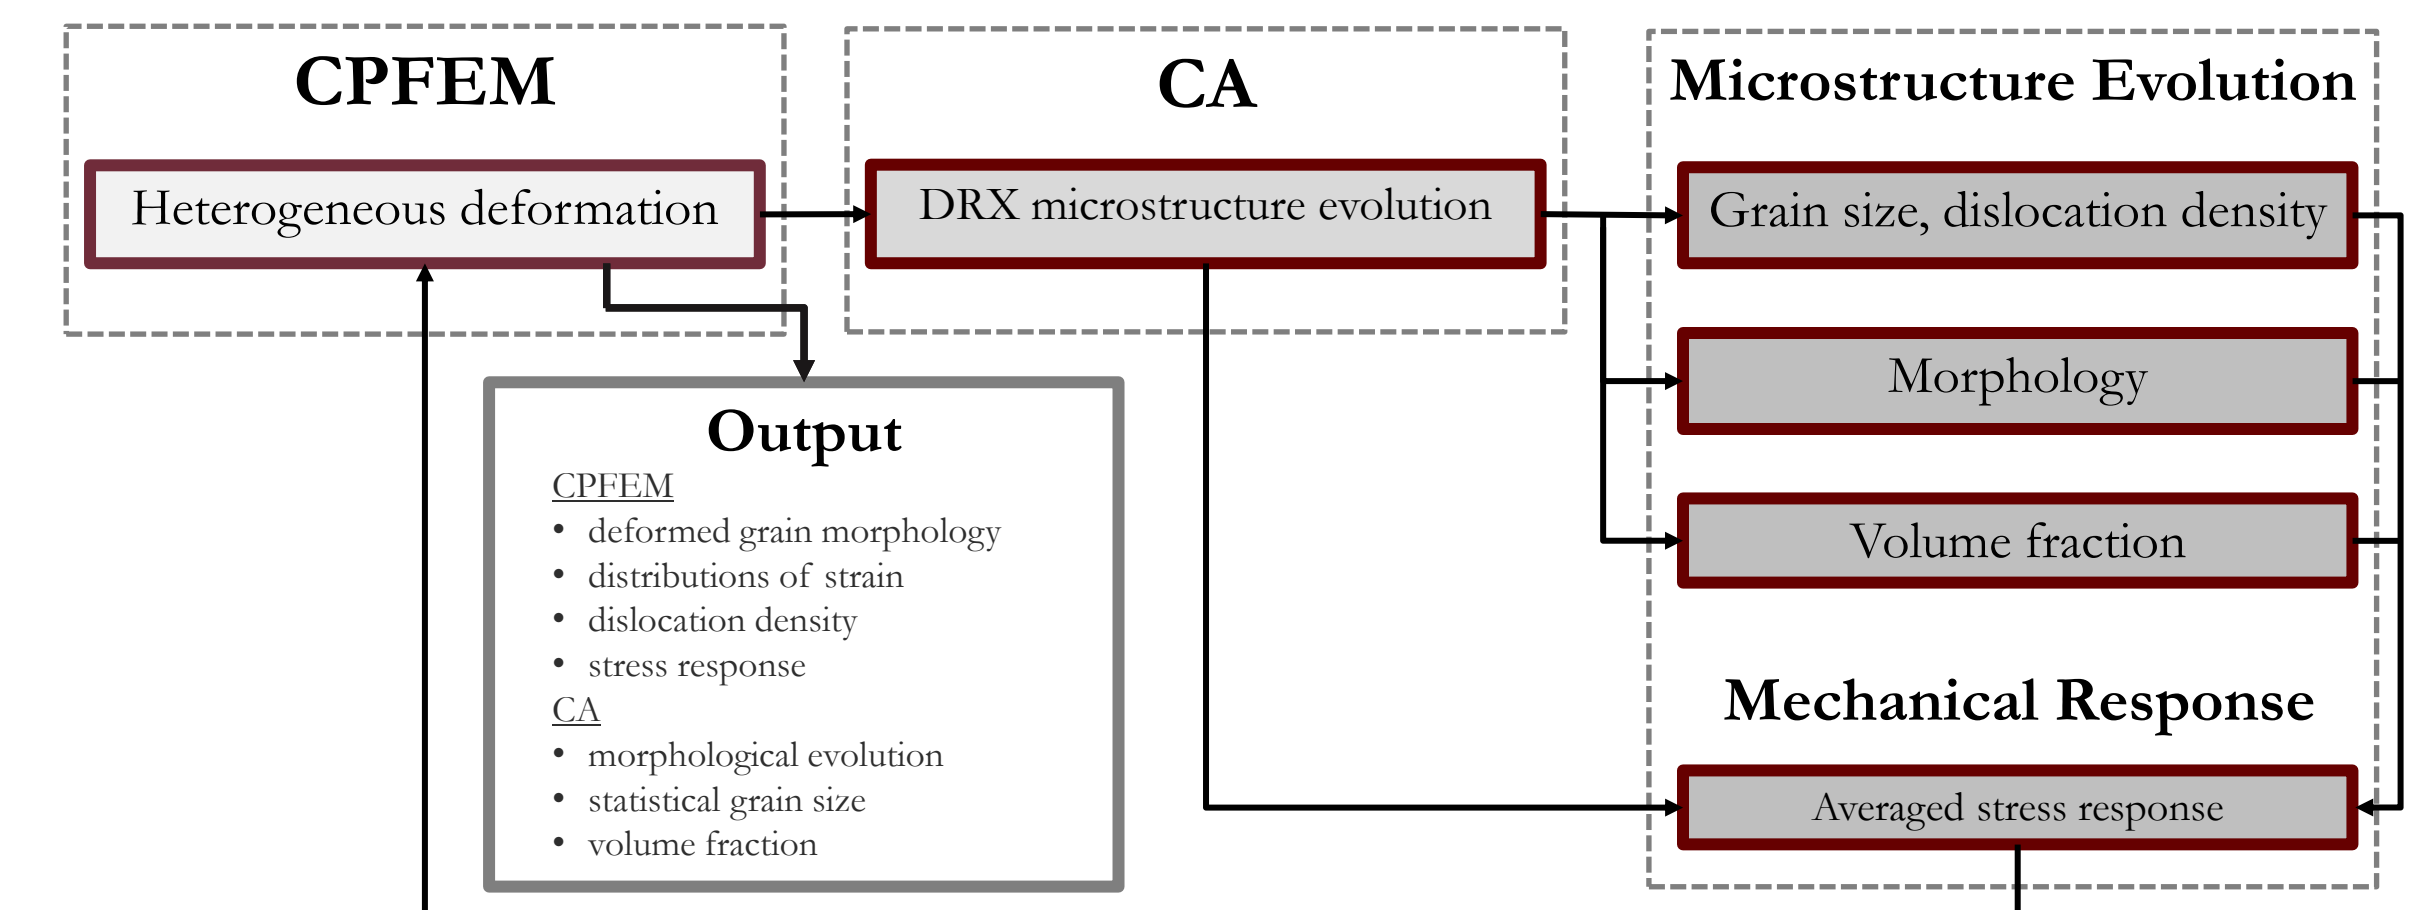 CPFEM
Heterogeneous deformation
CA
DRX microstructure evolution
Microstructure Evolution
Grain size, dislocation density
Morphology
Volume fraction
Mechanical Response
Averaged stress response
Output
CPFEM
• deformed grain morphology
• distributions of strain
• dislocation density
• stress response
CA
• morphological evolution
• statistical grain size
• volume fraction